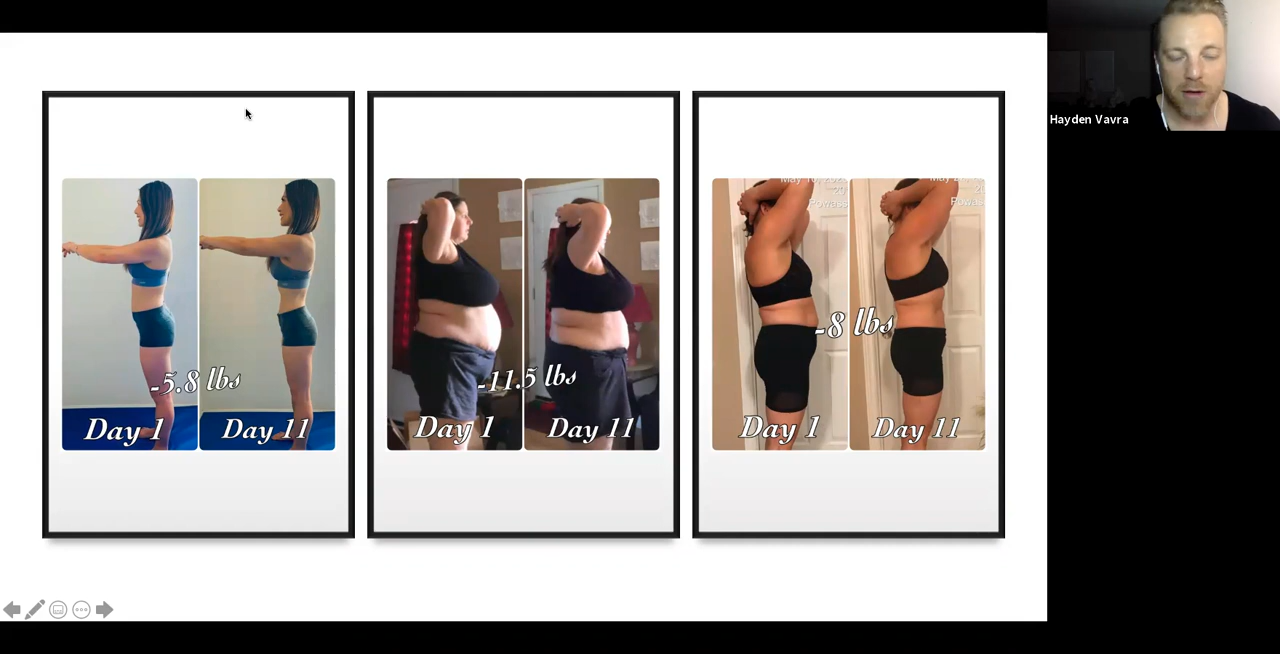 Hayden Vavra
-5.8 lbs
Day 1
Day 11
-11.5 lbs
Day 1
Day 11
-8 lbs
Day 1
Day 11